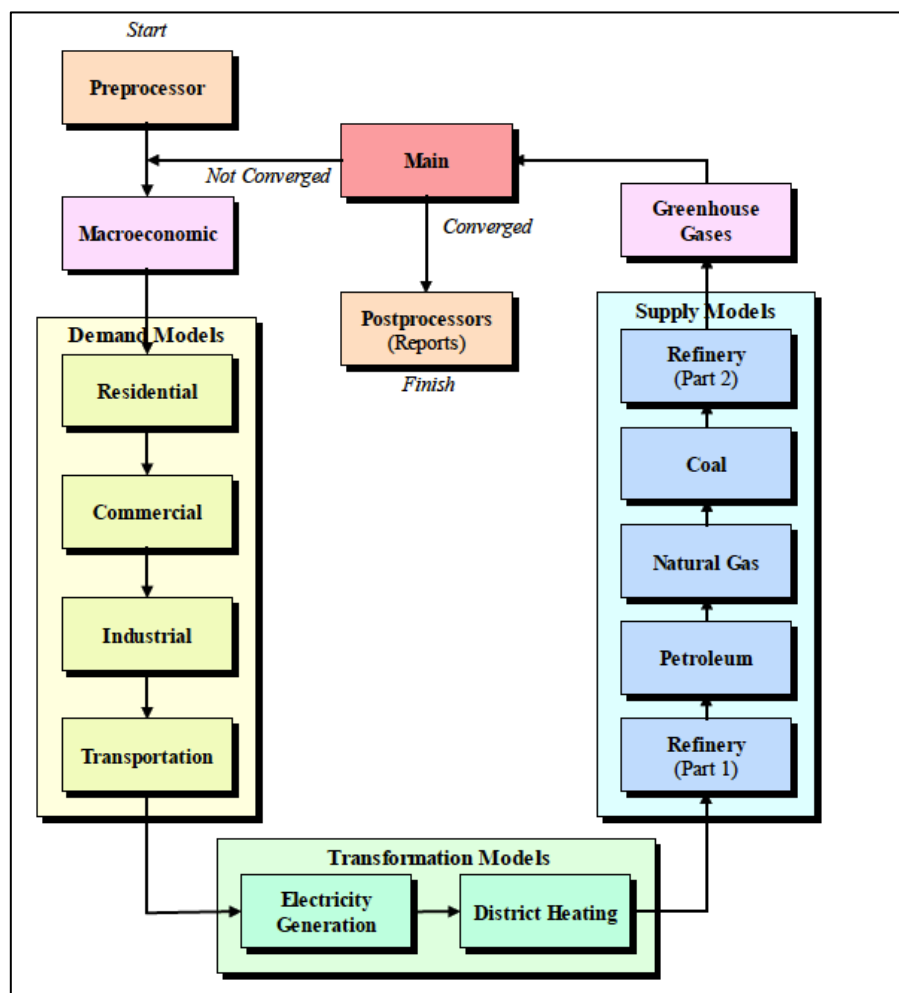 Start
Preprocessor
Main
Not Converged
Converged
Macroeconomic
Greenhouse
Gases
Postprocessors
(Reports)
Finish
Demand Models
Residential
Commercial
Industrial
Transportation
Transformation Models
Electricity
Generation
District Heating
Supply Models
Refinery
(Part 2)
Coal
Natural Gas
Petroleum
Refinery
(Part 1)